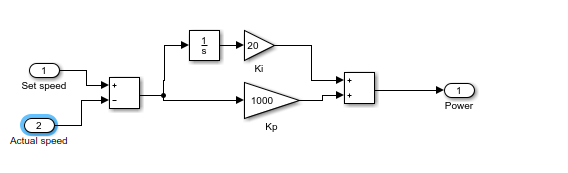 1
Set speed
2
Actual speed
+
−
1
s
20
Ki
1000
Kp
+
+
1
Power